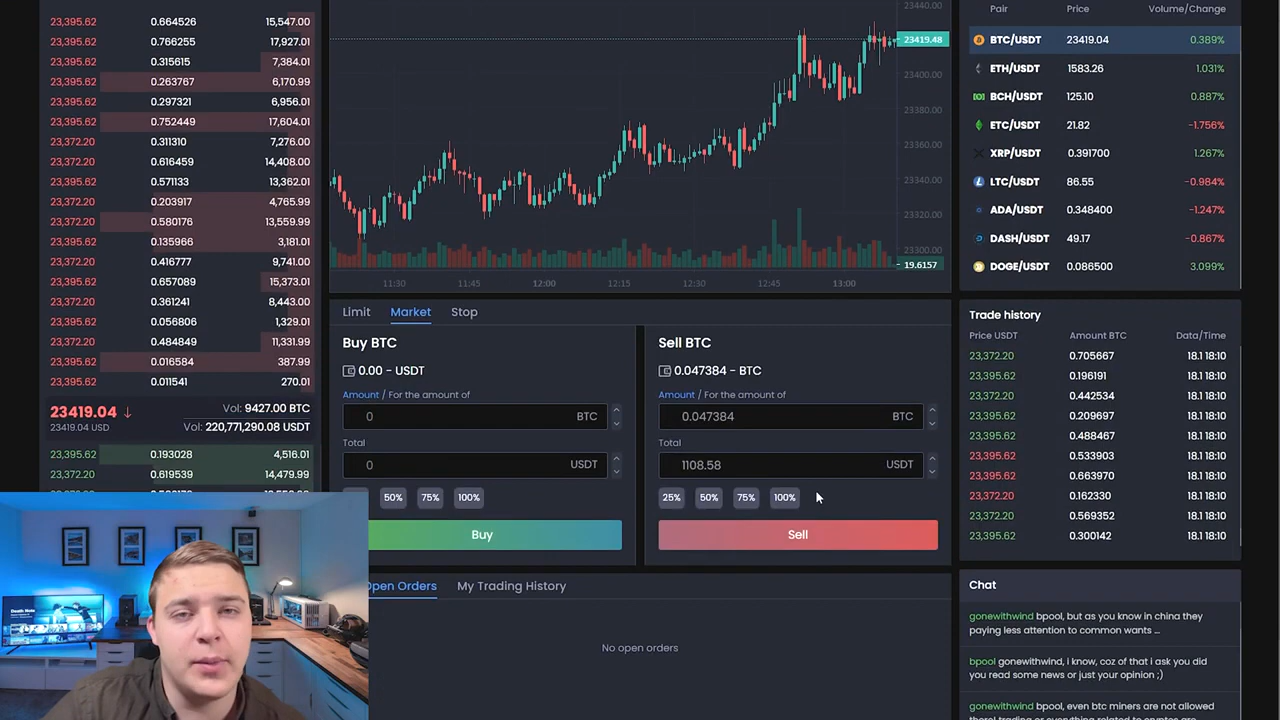 23,395.62 0.664526 15,547.00
23,395.62 0.766255 17,927.01
23,395.62 0.315615 7,384.01
23,395.62 0.263767 6,170.99
23,395.62 0.297321 6,956.01
23,395.62 0.752449 17,604.01
23,372.20 0.311310 7,276.00
23,372.20 0.616459 14,408.00
23,395.62 0.571133 13,362.01
23,372.20 0.203917 4,765.99
23,372.20 0.580176 13,559.99
23,395.62 0.135966 3,181.01
23,372.20 0.416777 9,741.00
23,395.62 0.657089 15,373.01
23,372.20 0.361241 8,443.00
23,395.62 0.056806 1,329.01
23,372.20 0.484849 11,331.99
23,395.62 0.016584 387.99
23,395.62 0.011541 270.01
23419.04 ↓ Vol: 9427.00 BTC
23419.04 USD Vol: 220,771,290.08 USDT
23,395.62 0.193028 4,516.01
23,372.20 0.619539 14,479.99
23440.00
23419.48
23400.00
23380.00
23360.00
23340.00
23320.00
23300.00
19.6157
11:30 11:45 12:00 12:15 12:30 12:45 13:00
Limit Market Stop
Buy BTC
0.00 - USDT
Amount / For the amount of
0 BTC
Total
0 USDT
50% 75% 100%
Buy
Sell BTC
0.047384 - BTC
Amount / For the amount of
0.047384 BTC
Total
1108.58 USDT
25% 50% 75% 100%
Sell
Open Orders My Trading History
No open orders
Pair Price Volume/Change
BTC/USDT 23419.04 0.389%
ETH/USDT 1583.26 1.031%
BCH/USDT 125.10 0.887%
ETC/USDT 21.82 -1.756%
XRP/USDT 0.391700 1.267%
LTC/USDT 86.55 -0.984%
ADA/USDT 0.348400 -1.247%
DASH/USDT 49.17 -0.867%
DOGE/USDT 0.086500 3.099%
Trade history
Price USDT Amount BTC Data/Time
23,372.20 0.705667 18.1 18:10
23,395.62 0.196191 18.1 18:10
23,372.20 0.442534 18.1 18:10
23,395.62 0.209697 18.1 18:10
23,395.62 0.488467 18.1 18:10
23,395.62 0.533903 18.1 18:10
23,395.62 0.663970 18.1 18:10
23,372.20 0.162330 18.1 18:10
23,372.20 0.569352 18.1 18:10
23,395.62 0.300142 18.1 18:10
Chat
gonewithwind bpool, but as you know in china they
paying less attention to common wants ...
bpool gonewithwind, i know, coz of that i ask you did
you read some news or just your opinion ;)
gonewithwind bpool, even btc miners are not allowed
Death Note